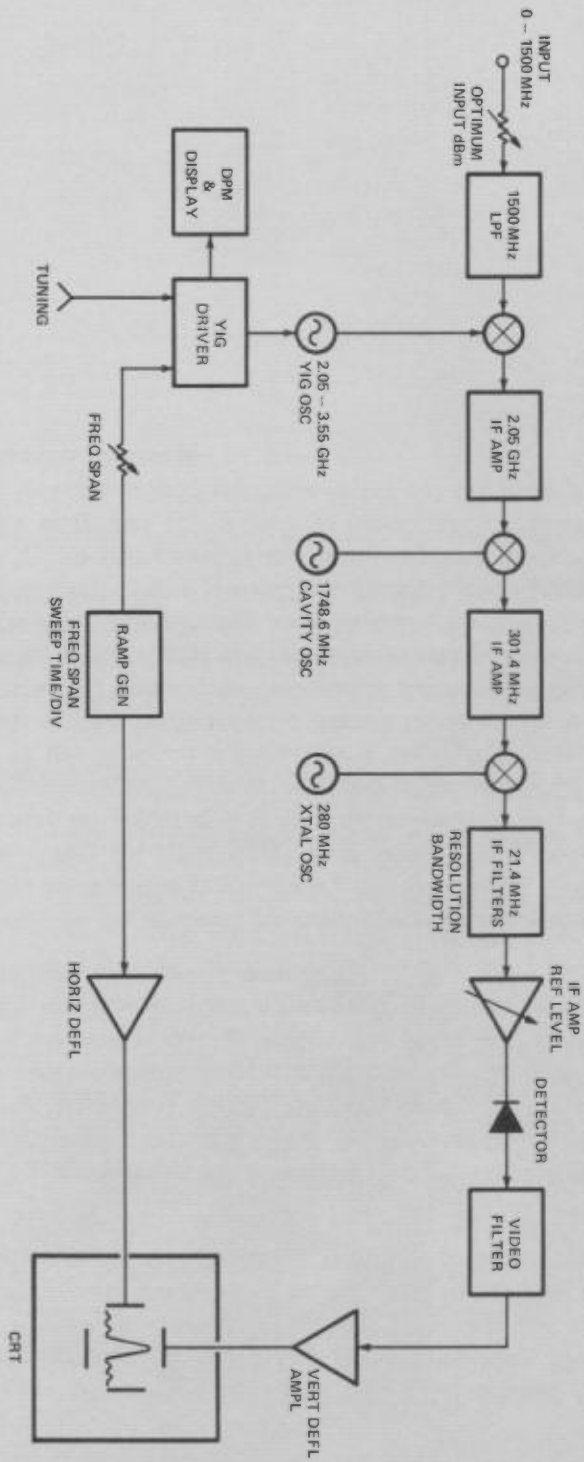 INPUT
0 – 1500 MHz
OPTIMUM
INPUT dBm
1500 MHz
LPF
2.05 GHz
IF AMP
301.4 MHz
IF AMP
21.4 MHz
IF FILTERS
RESOLUTION
BANDWIDTH
IF AMP
REF LEVEL
DETECTOR
VIDEO
FILTER
2.05 – 3.55 GHz
YIG OSC
1748.6 MHz
CAVITY OSC
280 MHz
XTAL OSC
VERT DEFL
AMPL
DPM
&
DISPLAY
YIG
DRIVER
TUNING
FREQ SPAN
RAMP GEN
FREQ SPAN
SWEEP TIME/DIV
HORIZ DEFL
CRT